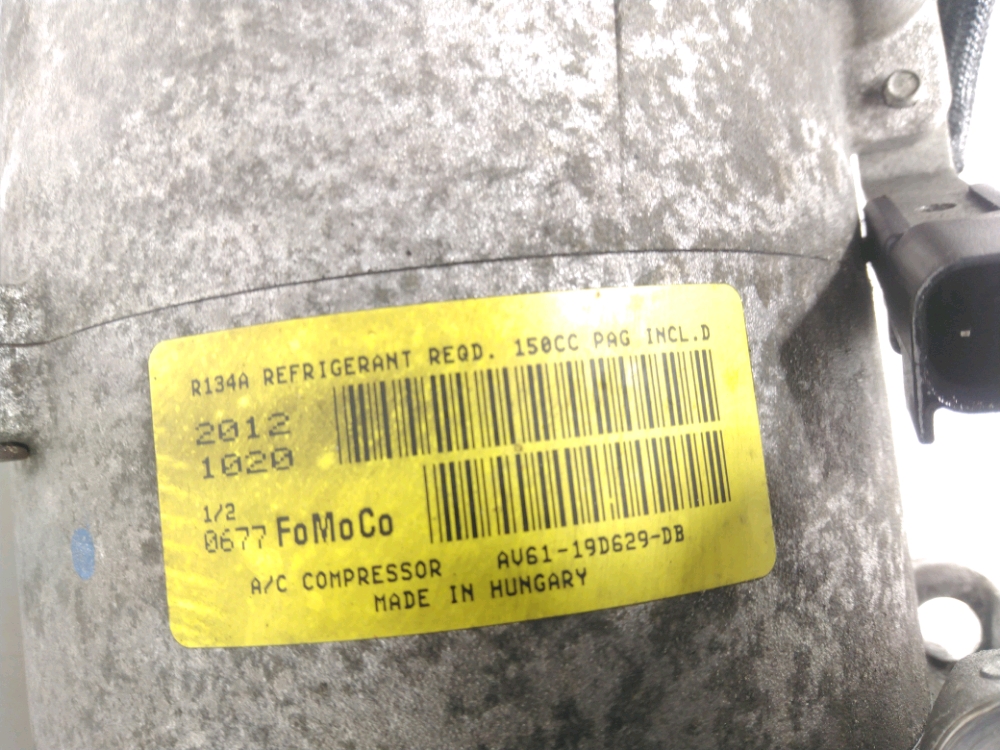 R134A REFRIGERANT REQD. 150CC PAG INCL.D
2012
1020
1/2
0677 FoMoCo
A/C COMPRESSOR AV61-19D629-DB
MADE IN HUNGARY